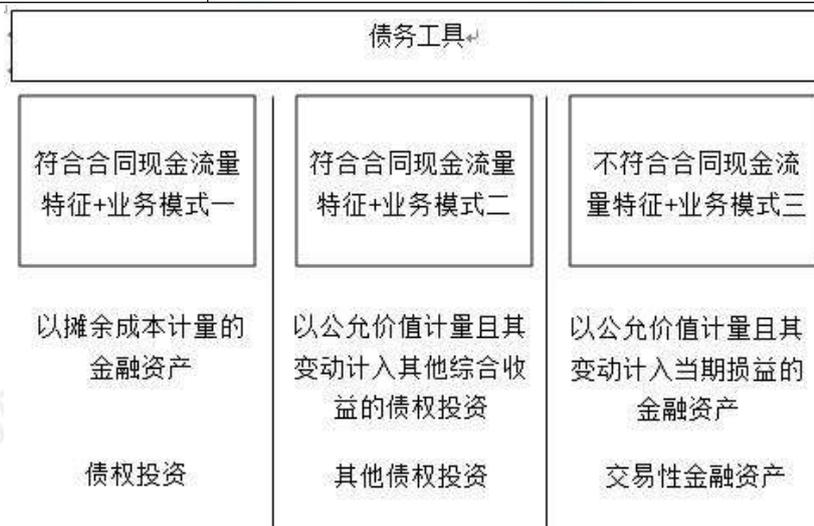 债务工具
符合合同现金流量
特征+业务模式一
符合合同现金流量
特征+业务模式二
不符合合同现金流
量特征+业务模式三
以摊余成本计量的
金融资产
以公允价值计量且其
变动计入其他综合收
益的债权投资
以公允价值计量且其
变动计入当期损益的
金融资产
债权投资
其他债权投资
交易性金融资产